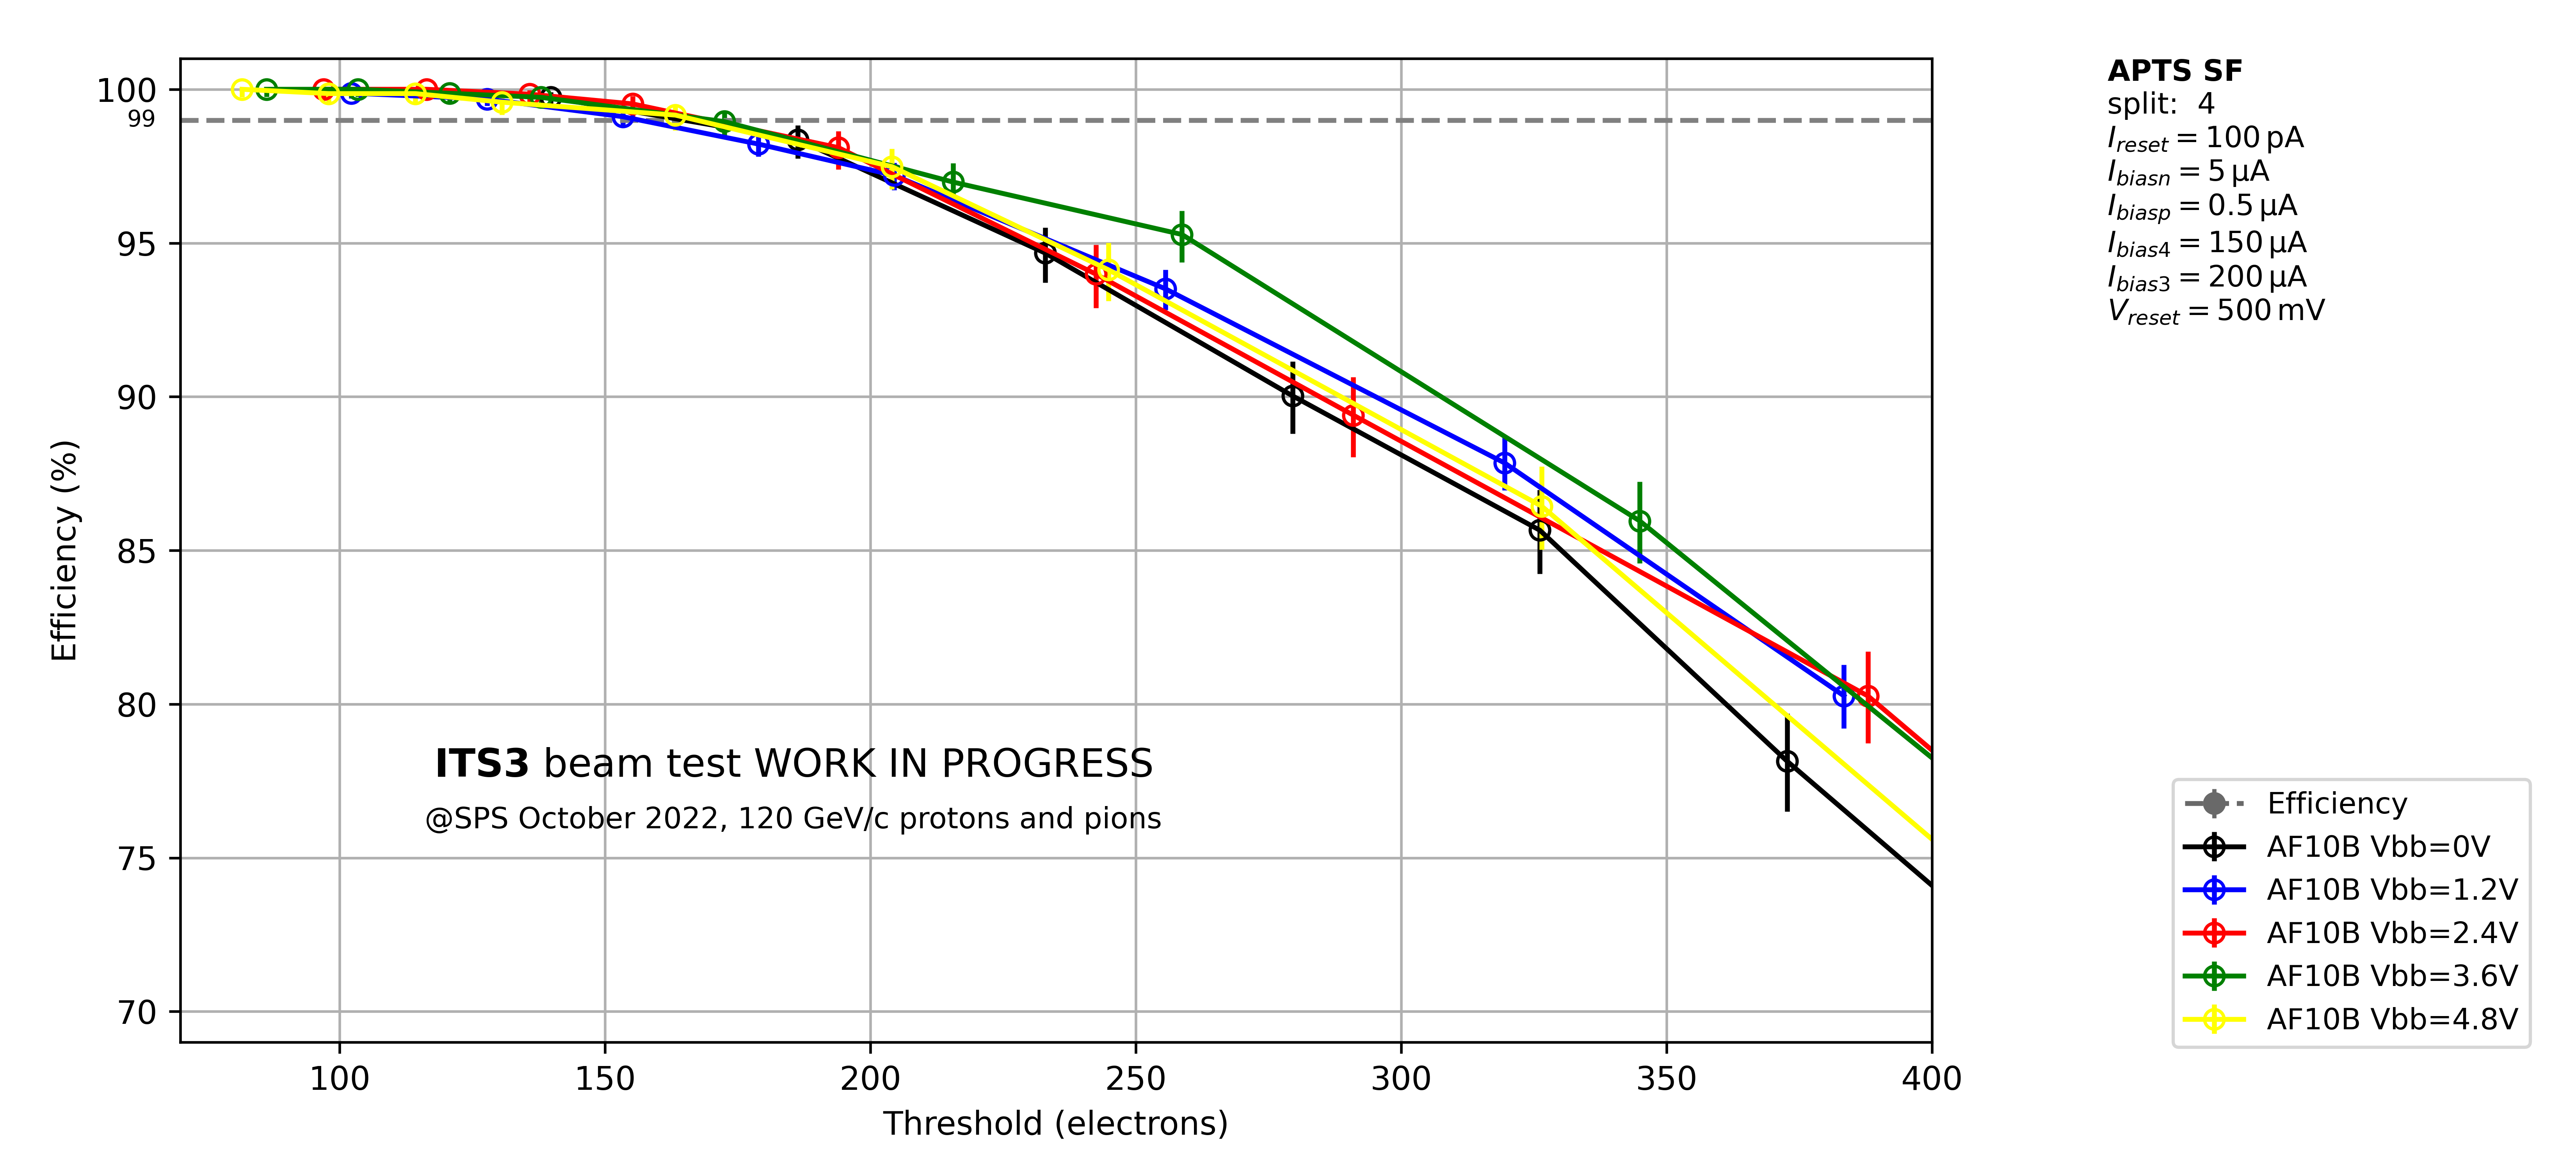 100
99
95
90
85
80
75
70
Efficiency (%)
ITS3 beam test WORK IN PROGRESS
@SPS October 2022, 120 GeV/c protons and pions
100 150 200 250 300 350 400
Threshold (electrons)
APTS SF
split: 4
I_reset = 100 pA
I_biasn = 5 μA
I_biasp = 0.5 μA
I_bias4 = 150 μA
I_bias3 = 200 μA
V_reset = 500 mV
Efficiency
AF10B Vbb=0V
AF10B Vbb=1.2V
AF10B Vbb=2.4V
AF10B Vbb=3.6V
AF10B Vbb=4.8V